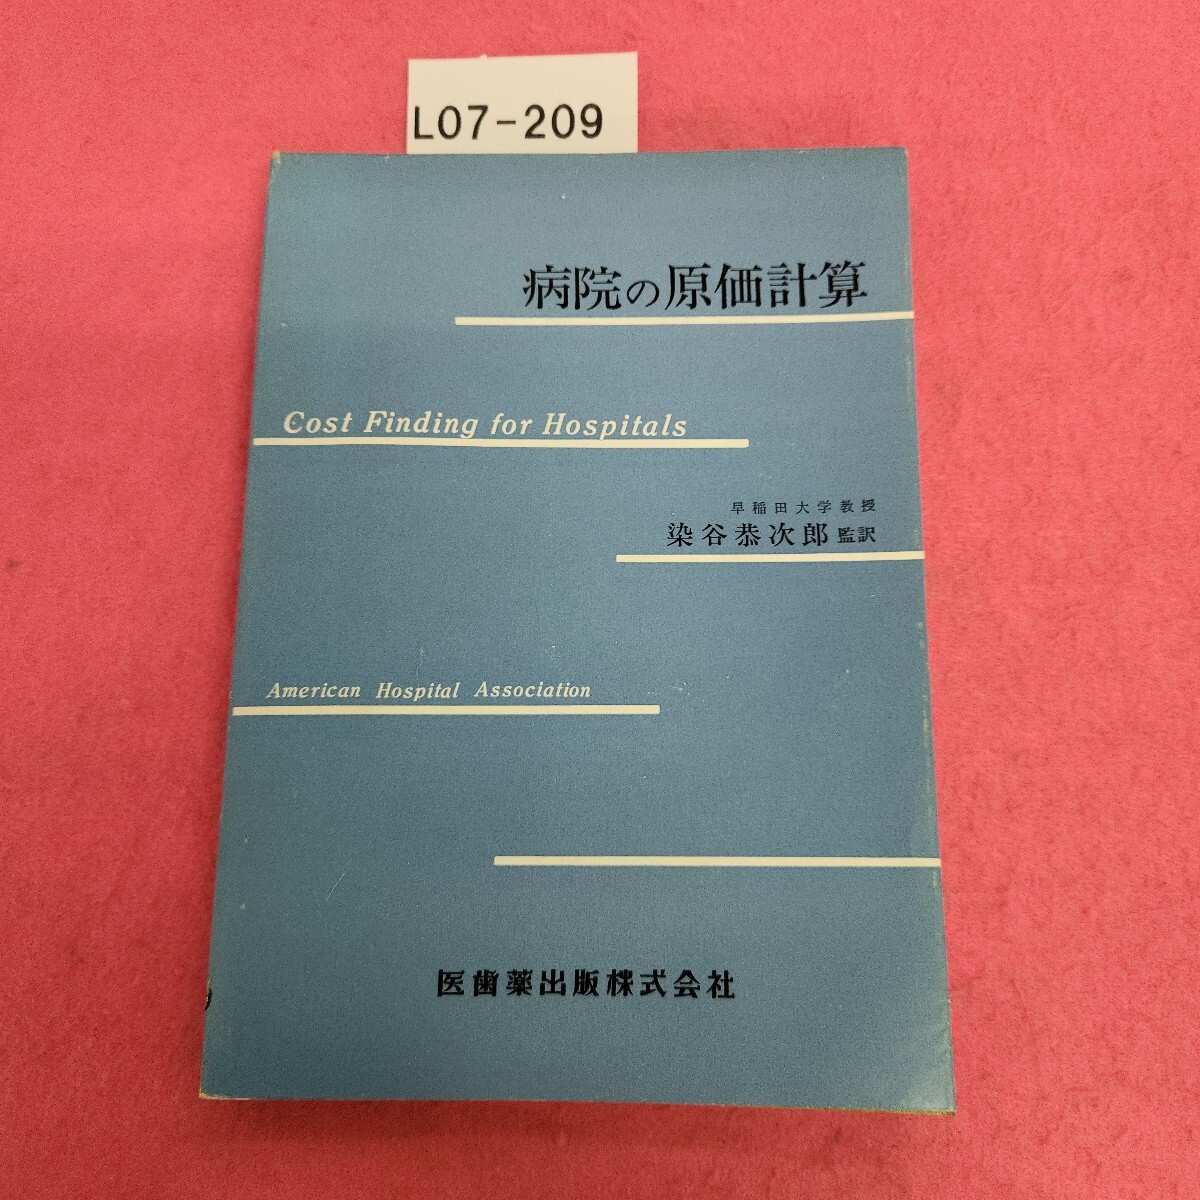 L07-209
病院の原価計算
Cost Finding for Hospitals
早稲田大学教授
染谷恭次郎 監訳
American Hospital Association
医歯薬出版株式会社